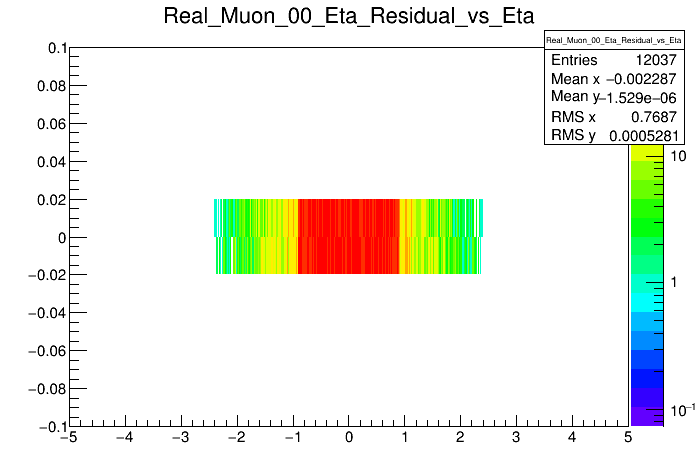 Real_Muon_00_Eta_Residual_vs_Eta
Real_Muon_00_Eta_Residual_vs_Eta
Entries 12037
Mean x −0.002287
Mean y −1.529e−06
RMS x 0.7687
RMS y 0.0005281
0.1
0.08
0.06
0.04
0.02
0
−0.02
−0.04
−0.06
−0.08
−0.1
−5 −4 −3 −2 −1 0 1 2 3 4 5
10
1
10⁻¹